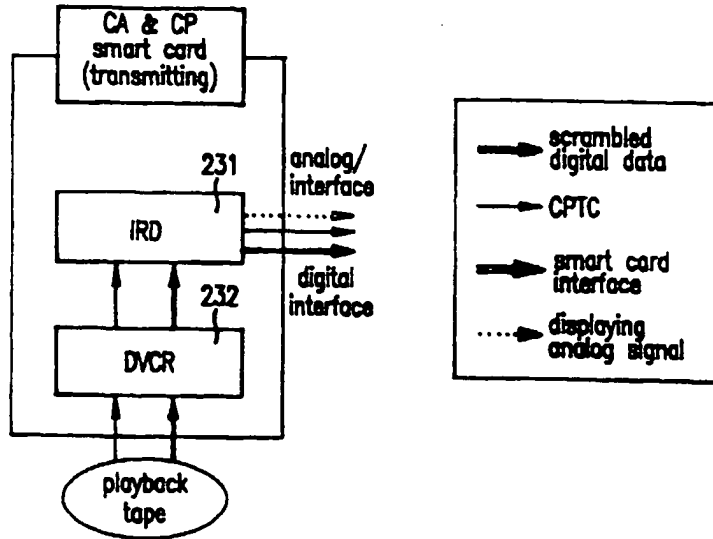 CA & CP
smart card
(transmitting)
231
analog/
interface
IRD
digital
interface
232
DVCR
playback
tape
scrambled
digital data
CPTC
smart card
interface
displaying
analog signal